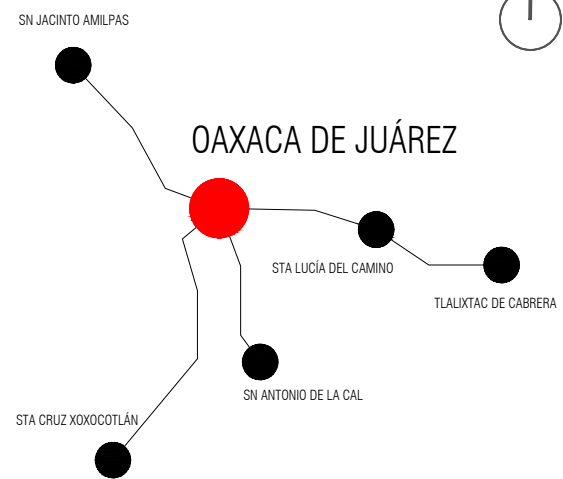 SN JACINTO AMILPAS
OAXACA DE JUÁREZ
STA LUCÍA DEL CAMINO
TLALIXTAC DE CABRERA
SN ANTONIO DE LA CAL
STA CRUZ XOXOCOTLÁN